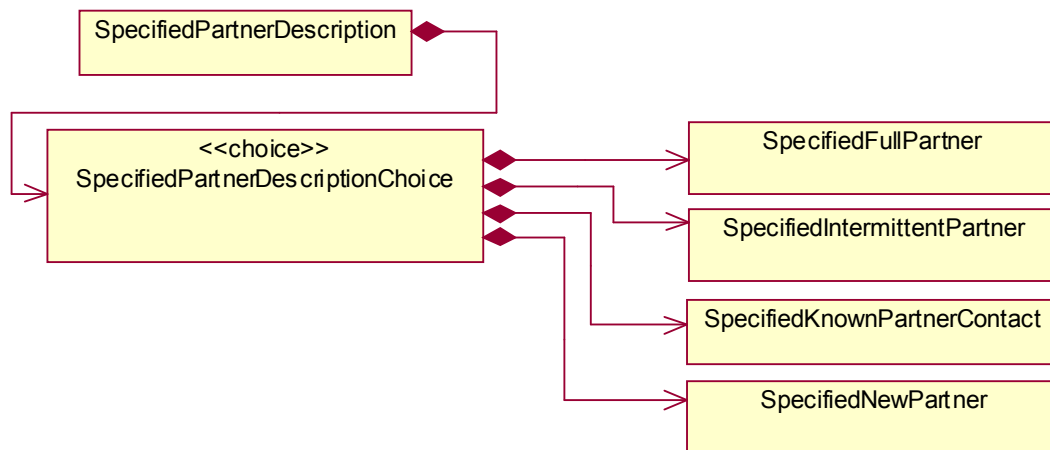 SpecifiedPartnerDescription
<<choice>>
SpecifiedPartnerDescriptionChoice
SpecifiedFullPartner
SpecifiedIntermittentPartner
SpecifiedKnownPartnerContact
SpecifiedNewPartner